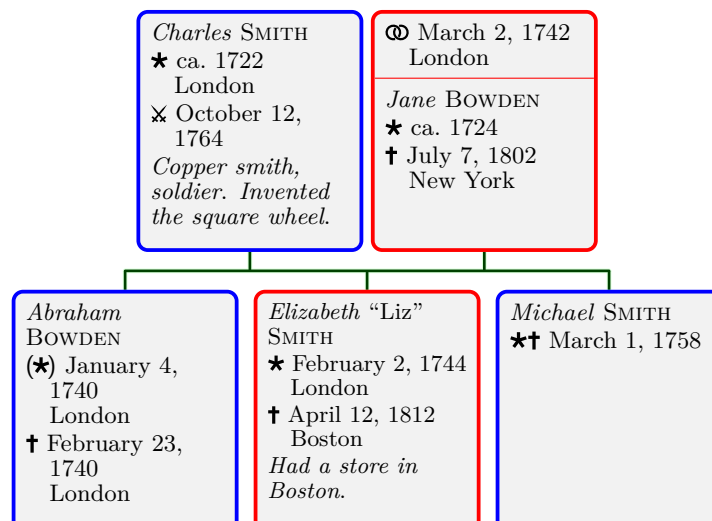 Charles SMITH
★ ca. 1722
London
⚔ October 12,
1764
Copper smith,
soldier. Invented
the square wheel.
⚭ March 2, 1742
London
Jane BOWDEN
★ ca. 1724
✝ July 7, 1802
New York
Abraham
BOWDEN
(★) January 4,
1740
London
✝ February 23,
1740
London
Elizabeth “Liz”
SMITH
★ February 2, 1744
London
✝ April 12, 1812
Boston
Had a store in
Boston.
Michael SMITH
★✝ March 1, 1758